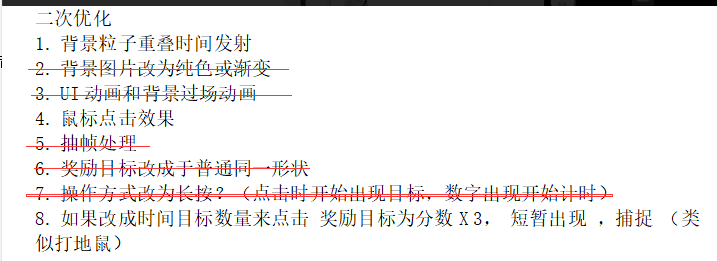 二次优化
1. 背景粒子重叠时间发射
2. 背景图片改为纯色或渐变
3. UI 动画和背景过场动画
4. 鼠标点击效果
5. 抽帧处理
6. 奖励目标改成于普通同一形状
7. 操作方式改为长按？（点击时开始出现目标，数字出现开始计时）
8. 如果改成时间目标数量来点击 奖励目标为分数 X3， 短暂出现 ，捕捉 （类
似打地鼠）